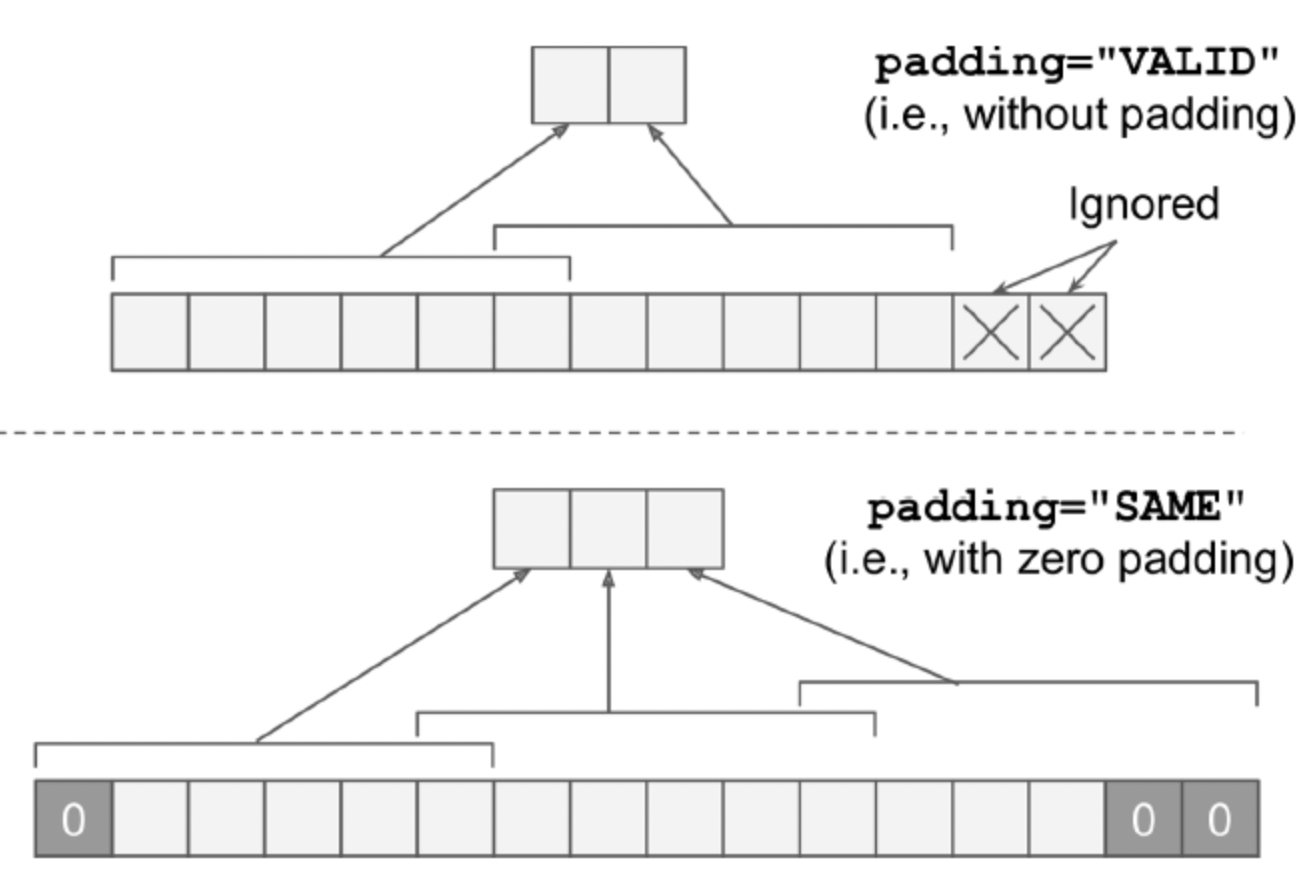 padding="VALID"
(i.e., without padding)
Ignored
padding="SAME"
(i.e., with zero padding)
0
0 0